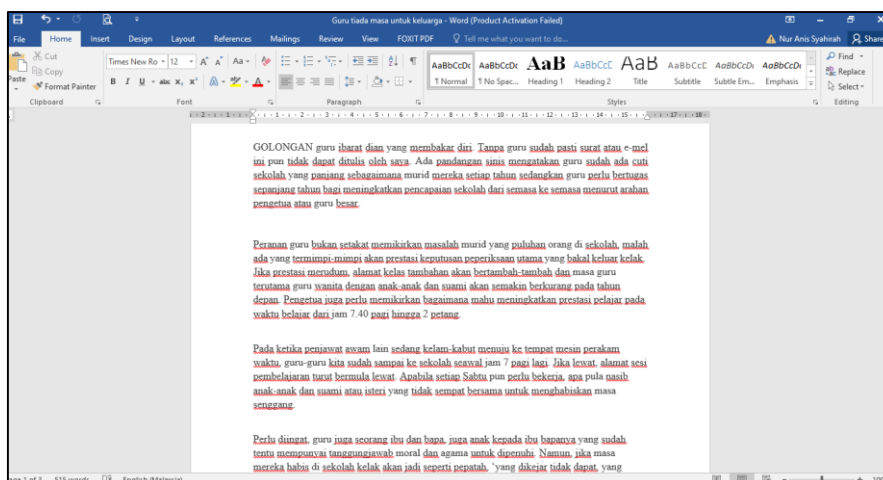 Guru tiada masa untuk keluarga - Word (Product Activation Failed)
File Home Insert Design Layout References Mailings Review View FOXIT PDF Tell me what you want to do... Nur Anis Syahirah Share
Cut
Copy
Paste
Format Painter
Times New Ro 12
Find
Replace
Select
AaBbCcDc AaBbCcDc AaBbCcDc AaBbCcD AaBbCcDc
¶ Normal ¶ No Spac... Heading 1 Heading 2 Title Subtitle Subtle Em... Emphasis
Clipboard Font Paragraph Styles Editing
GOLONGAN guru ibarat dian yang membakar diri. Tanpa guru sudah pasti surat atau e-mel
ini pun tidak dapat ditulis oleh saya. Ada pandangan sinis mengatakan guru sudah ada cuti
sekolah yang panjang sebagaimana murid mereka setiap tahun sedangkan guru perlu bertugas
sepanjang tahun bagi meningkatkan pencapaian sekolah dari semasa ke semasa menurut arahan
pengetua atau guru besar.
Peranan guru bukan setakat memikirkan masalah murid yang puluhan orang di sekolah, malah
ada yang termimpi-mimpi akan prestasi keputusan peperiksaan utama yang bakal keluar kelak.
Jika prestasi merudum, alamat kelas tambahan akan bertambah-tambah dan masa guru
terutama guru wanita dengan anak-anak dan suami akan semakin berkurang pada tahun
depan. Pengetua juga perlu memikirkan bagaimana mahu meningkatkan prestasi pelajar pada
waktu belajar dari jam 7.40 pagi hingga 2 petang.
Pada ketika penjawat awam lain sedang kelam-kabut menuju ke tempat mesin perakam
waktu, guru-guru kita sudah sampai ke sekolah seawal jam 7 pagi lagi. Jika lewat, alamat sesi
pembelajaran turut bermula lewat. Apabila setiap Sabtu pun perlu bekerja, apa pula nasib
anak-anak dan suami atau isteri yang tidak sempat bersama untuk menghabiskan masa
senggang.
Perlu diingat, guru juga seorang ibu dan bapa, juga anak kepada ibu bapanya yang sudah
tentu mempunyai tanggungjawab moral dan agama untuk dipenuhi. Namun, jika masa
mereka habis di sekolah kelak akan jadi seperti pepatah, 'yang dikejar tidak dapat, yang
515 words English (Malaysia)